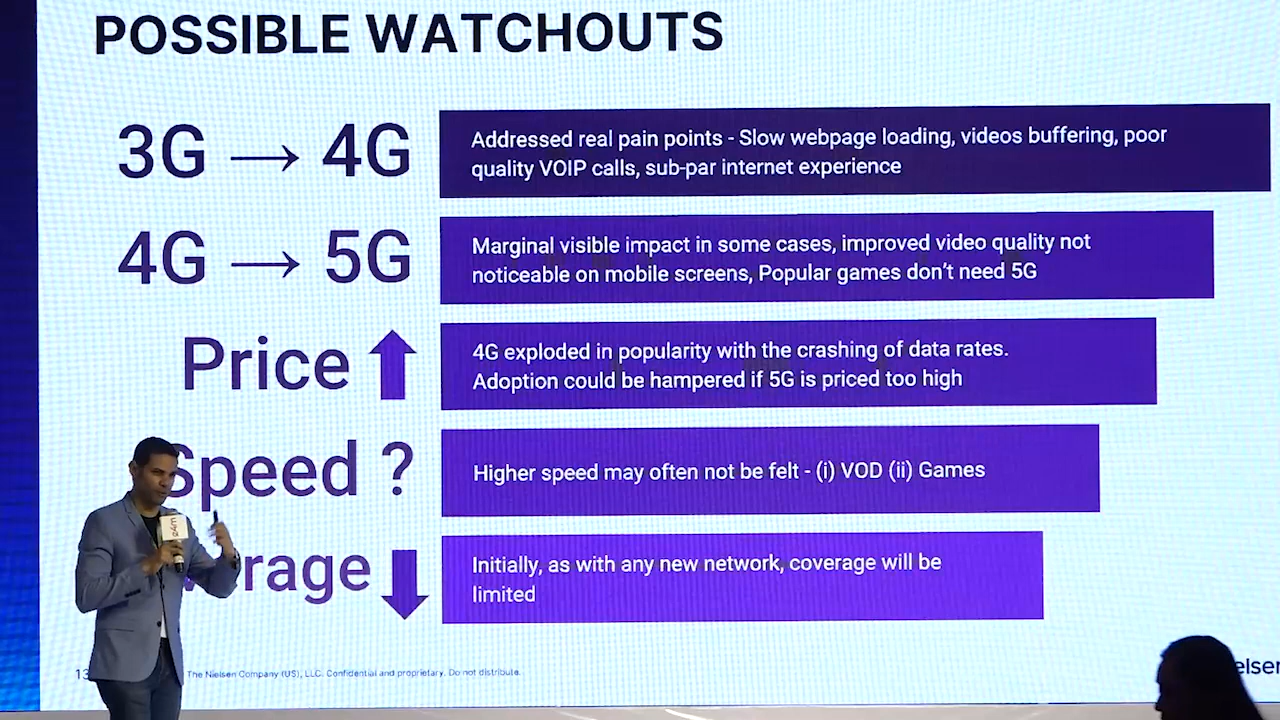 POSSIBLE WATCHOUTS
3G → 4G
Addressed real pain points - Slow webpage loading, videos buffering, poor
quality VOIP calls, sub-par internet experience
4G → 5G
Marginal visible impact in some cases, improved video quality not
noticeable on mobile screens, Popular games don't need 5G
Price
4G exploded in popularity with the crashing of data rates.
Adoption could be hampered if 5G is priced too high
Speed ?
Higher speed may often not be felt - (i) VOD (ii) Games
erage
Initially, as with any new network, coverage will be
limited
13
The Nielsen Company (US), LLC. Confidential and proprietary. Do not distribute.
elsen